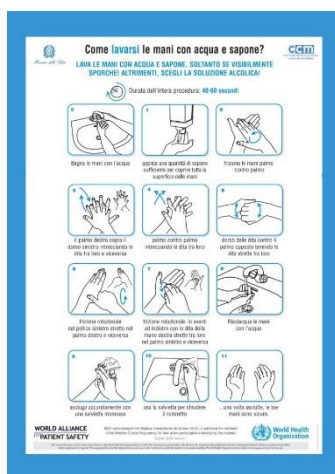 Come lavarsi le mani con acqua e sapone?
ccm
LAVA LE MANI CON ACQUA E SAPONE, SOLTANTO SE VISIBILMENTE
SPORCHE! ALTRIMENTI, SCEGLI LA SOLUZIONE ALCOLICA!
Durata dell'intera procedura: 40-60 secondi
0
1
2
Bagna le mani con l'acqua
applica una quantità di sapone
sufficiente per coprire tutta la
superficie delle mani
friziona le mani palmo
contro palmo
3
4
5
il palmo destro sopra il
dorso sinistro intrecciando le
dita tra loro e viceversa
palmo contro palmo
intrecciando le dita tra loro
dorso delle dita contro il
palmo opposto tenendo le
dita strette tra loro
6
7
8
frizione rotazionale
del pollice sinistro stretto nel
palmo destro e viceversa
frizione rotazionale, in avanti
ed indietro con le dita della
mano destra strette tra loro
nel palmo sinistro e viceversa
Risciacqua le mani
con l'acqua
9
10
11
asciuga accuratamente con
una salvietta monouso
usa la salvietta per chiudere
il rubinetto
...una volta asciutte, le tue
mani sono sicure.
WORLD ALLIANCE
for PATIENT SAFETY
World Health
Organization